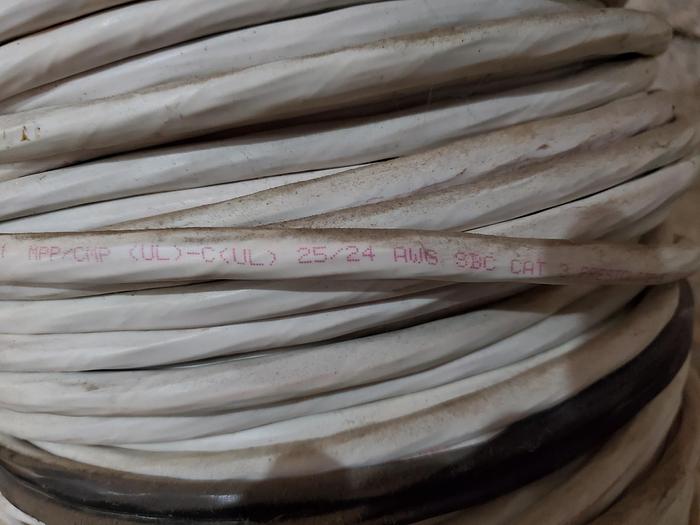 MPP/CMP (UL)-C(UL) 25/24 AWG SBC CAT 3